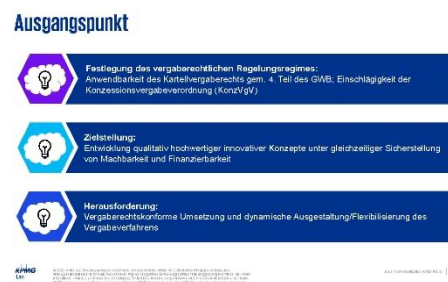 Ausgangspunkt
Festlegung des vergaberechtlichen Regelungsregimes:
Anwendbarkeit des Kartellvergaberechts gem. 4. Teil des GWB; Einschlägigkeit der
Konzessionsvergabeverordnung (KonzVgV)
Zielstellung:
Entwicklung qualitativ hochwertiger innovativer Konzepte unter gleichzeitiger Sicherstellung
von Machbarkeit und Finanzierbarkeit
Herausforderung:
Vergaberechtskonforme Umsetzung und dynamische Ausgestaltung/Flexibilisierung des
Vergabeverfahrens
KPMG
Law